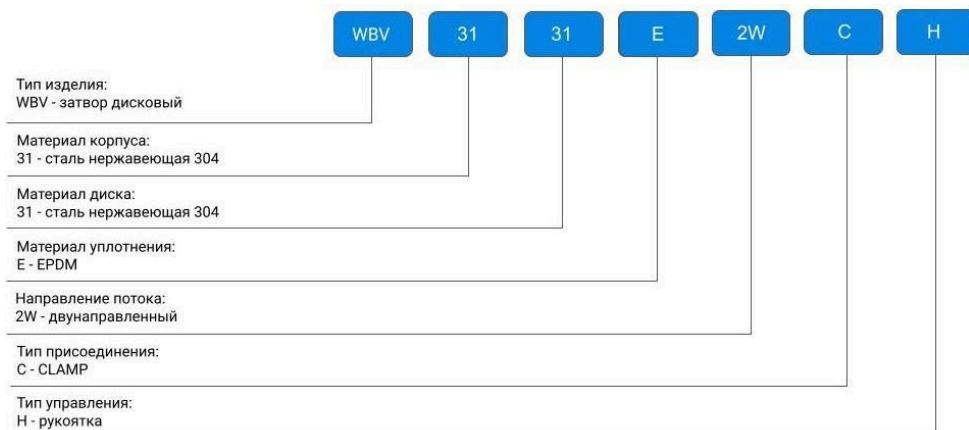 WBV 31 31 E 2W C H
Тип изделия:
WBV - затвор дисковый
Материал корпуса:
31 - сталь нержавеющая 304
Материал диска:
31 - сталь нержавеющая 304
Материал уплотнения:
E - EPDM
Направление потока:
2W - двунаправленный
Тип присоединения:
C - CLAMP
Тип управления:
H - рукоятка